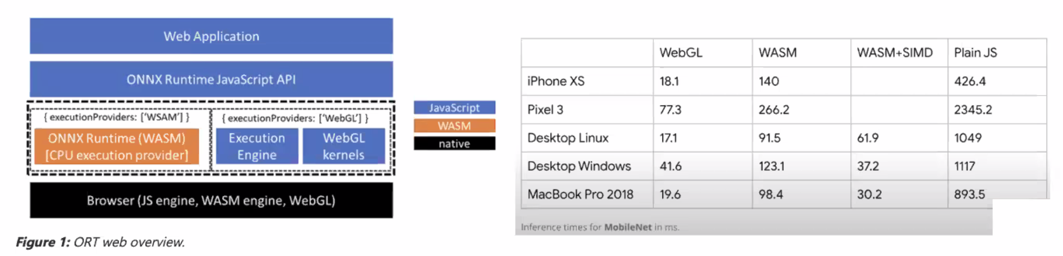 Web Application
ONNX Runtime JavaScript API
{ executionProviders: ['WSAM'] }
{ executionProviders: ['WebGL'] }
ONNX Runtime (WASM)
[CPU execution provider]
Execution
Engine
WebGL
kernels
Browser (JS engine, WASM engine, WebGL)
JavaScript
WASM
native
Figure 1: ORT web overview.
WebGL WASM WASM+SIMD Plain JS
iPhone XS 18.1 140 426.4
Pixel 3 77.3 266.2 2345.2
Desktop Linux 17.1 91.5 61.9 1049
Desktop Windows 41.6 123.1 37.2 1117
MacBook Pro 2018 19.6 98.4 30.2 893.5
Inference times for MobileNet in ms.